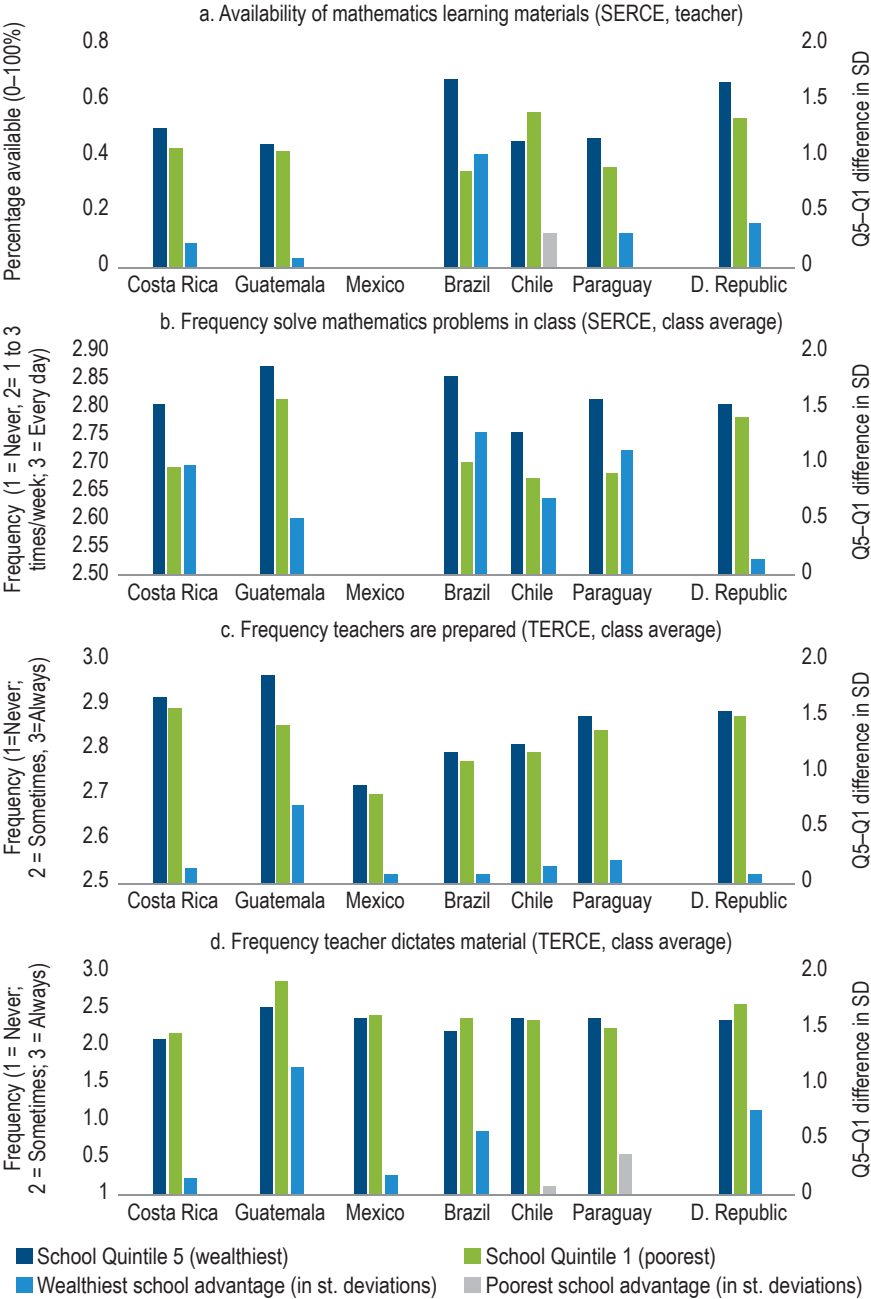 a. Availability of mathematics learning materials (SERCE, teacher)
Percentage available (0–100%)
0.8
0.6
0.4
0.2
0
2.0
1.5
1.0
0.5
0
Q5–Q1 difference in SD
Costa Rica Guatemala Mexico Brazil Chile Paraguay D. Republic
b. Frequency solve mathematics problems in class (SERCE, class average)
Frequency (1 = Never, 2= 1 to 3
times/week; 3 = Every day)
2.90
2.85
2.80
2.75
2.70
2.65
2.60
2.55
2.50
2.0
1.5
1.0
0.5
0
Q5–Q1 difference in SD
Costa Rica Guatemala Mexico Brazil Chile Paraguay D. Republic
c. Frequency teachers are prepared (TERCE, class average)
Frequency (1=Never;
2 = Sometimes, 3=Always)
3.0
2.9
2.8
2.7
2.6
2.5
2.0
1.5
1.0
0.5
0
Q5–Q1 difference in SD
Costa Rica Guatemala Mexico Brazil Chile Paraguay D. Republic
d. Frequency teacher dictates material (TERCE, class average)
Frequency (1 = Never;
2 = Sometimes; 3 = Always)
3.0
2.5
2.0
1.5
1.0
0.5
1
2.0
1.5
1.0
0.5
0
Q5–Q1 difference in SD
Costa Rica Guatemala Mexico Brazil Chile Paraguay D. Republic
School Quintile 5 (wealthiest) School Quintile 1 (poorest)
Wealthiest school advantage (in st. deviations) Poorest school advantage (in st. deviations)